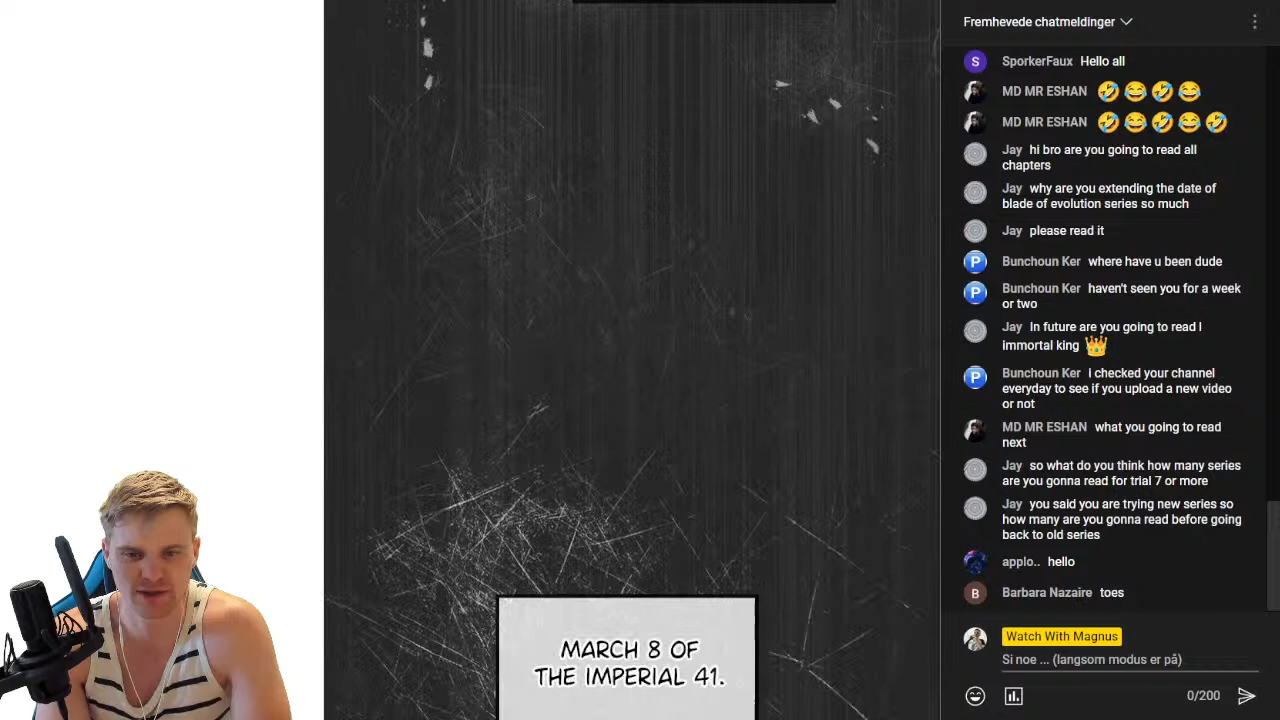 MARCH 8 OF
THE IMPERIAL 41.
Fremhevede chatmeldinger
S
SporkerFaux Hello all
MD MR ESHAN 🤣😂🤣😂
MD MR ESHAN 🤣😂🤣😂🤣
Jay hi bro are you going to read all
chapters
Jay why are you extending the date of
blade of evolution series so much
Jay please read it
P
Bunchoun Ker where have u been dude
P
Bunchoun Ker haven't seen you for a week
or two
Jay In future are you going to read I
immortal king 👑
P
Bunchoun Ker I checked your channel
everyday to see if you upload a new video
or not
MD MR ESHAN what you going to read
next
Jay so what do you think how many series
are you gonna read for trial 7 or more
Jay you said you are trying new series so
how many are you gonna read before going
back to old series
applo.. hello
B
Barbara Nazaire toes
Watch With Magnus
Si noe ... (langsom modus er på)
0/200